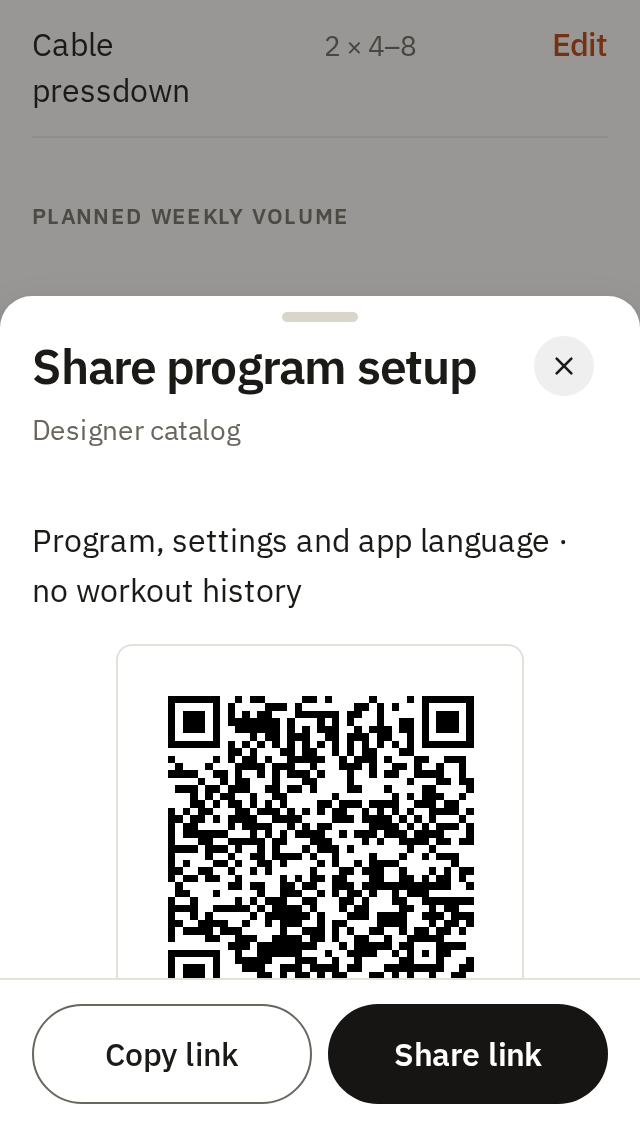 Cable 2 × 4–8 Edit
pressdown
PLANNED WEEKLY VOLUME
Share program setup
Designer catalog
Program, settings and app language ·
no workout history
Copy link Share link